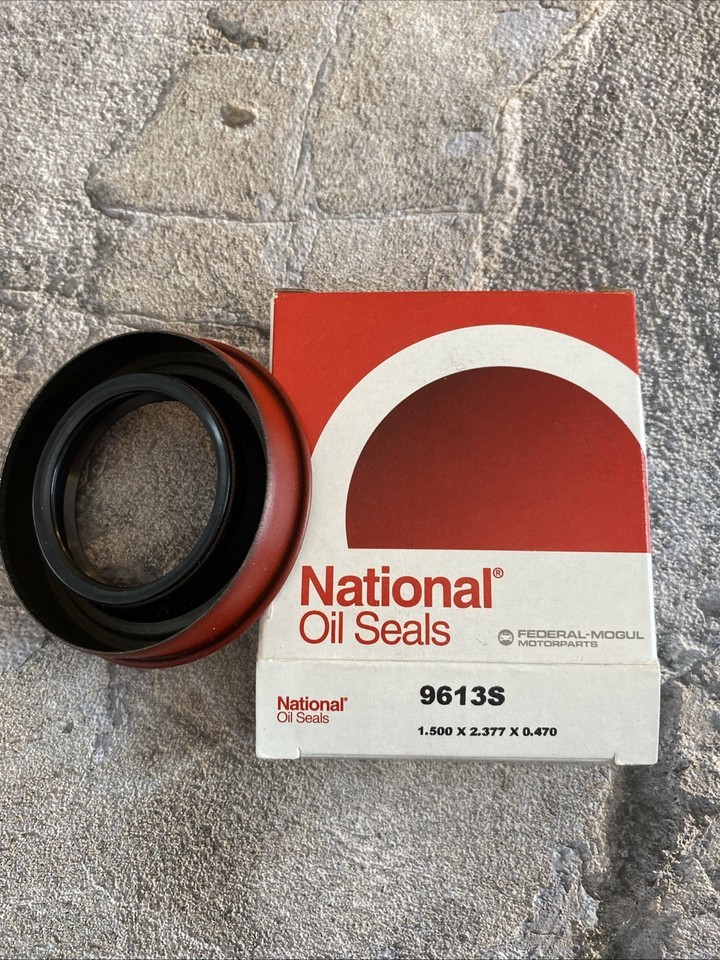 National®
Oil Seals
FEDERAL-MOGUL
MOTORPARTS
National®
Oil Seals
9613S
1.500 X 2.377 X 0.470